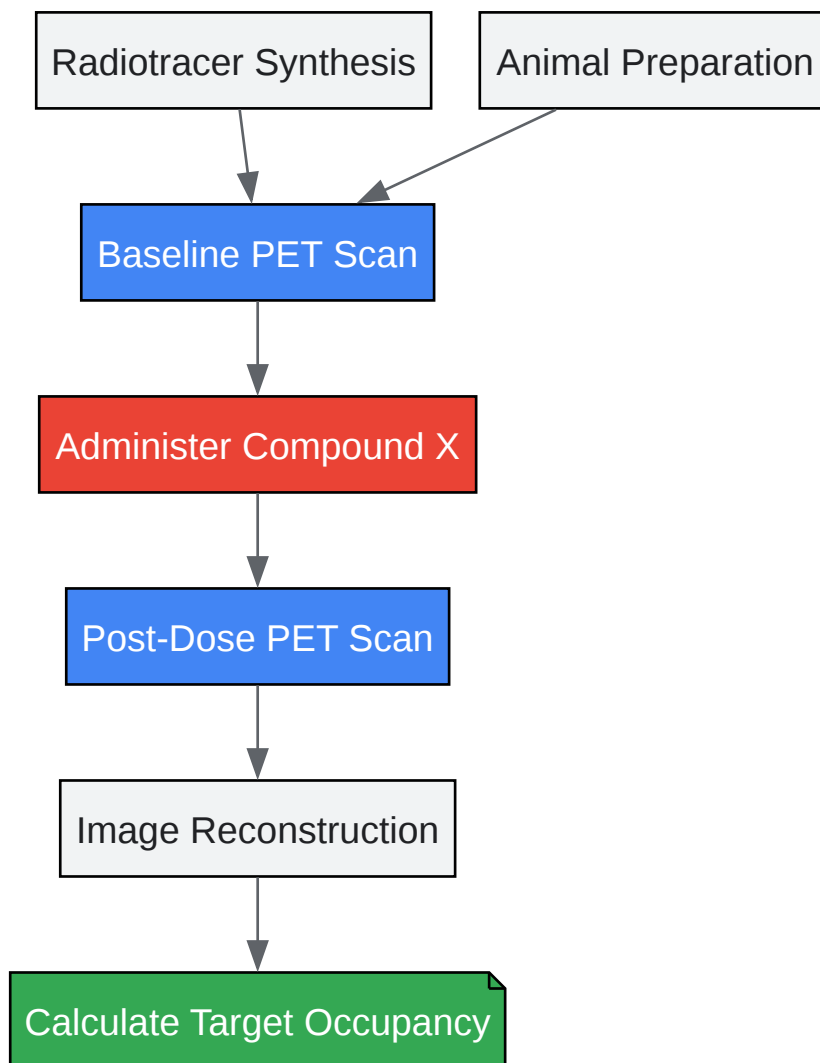 Radiotracer Synthesis
Animal Preparation
Baseline PET Scan
Administer Compound X
Post-Dose PET Scan
Image Reconstruction
Calculate Target Occupancy